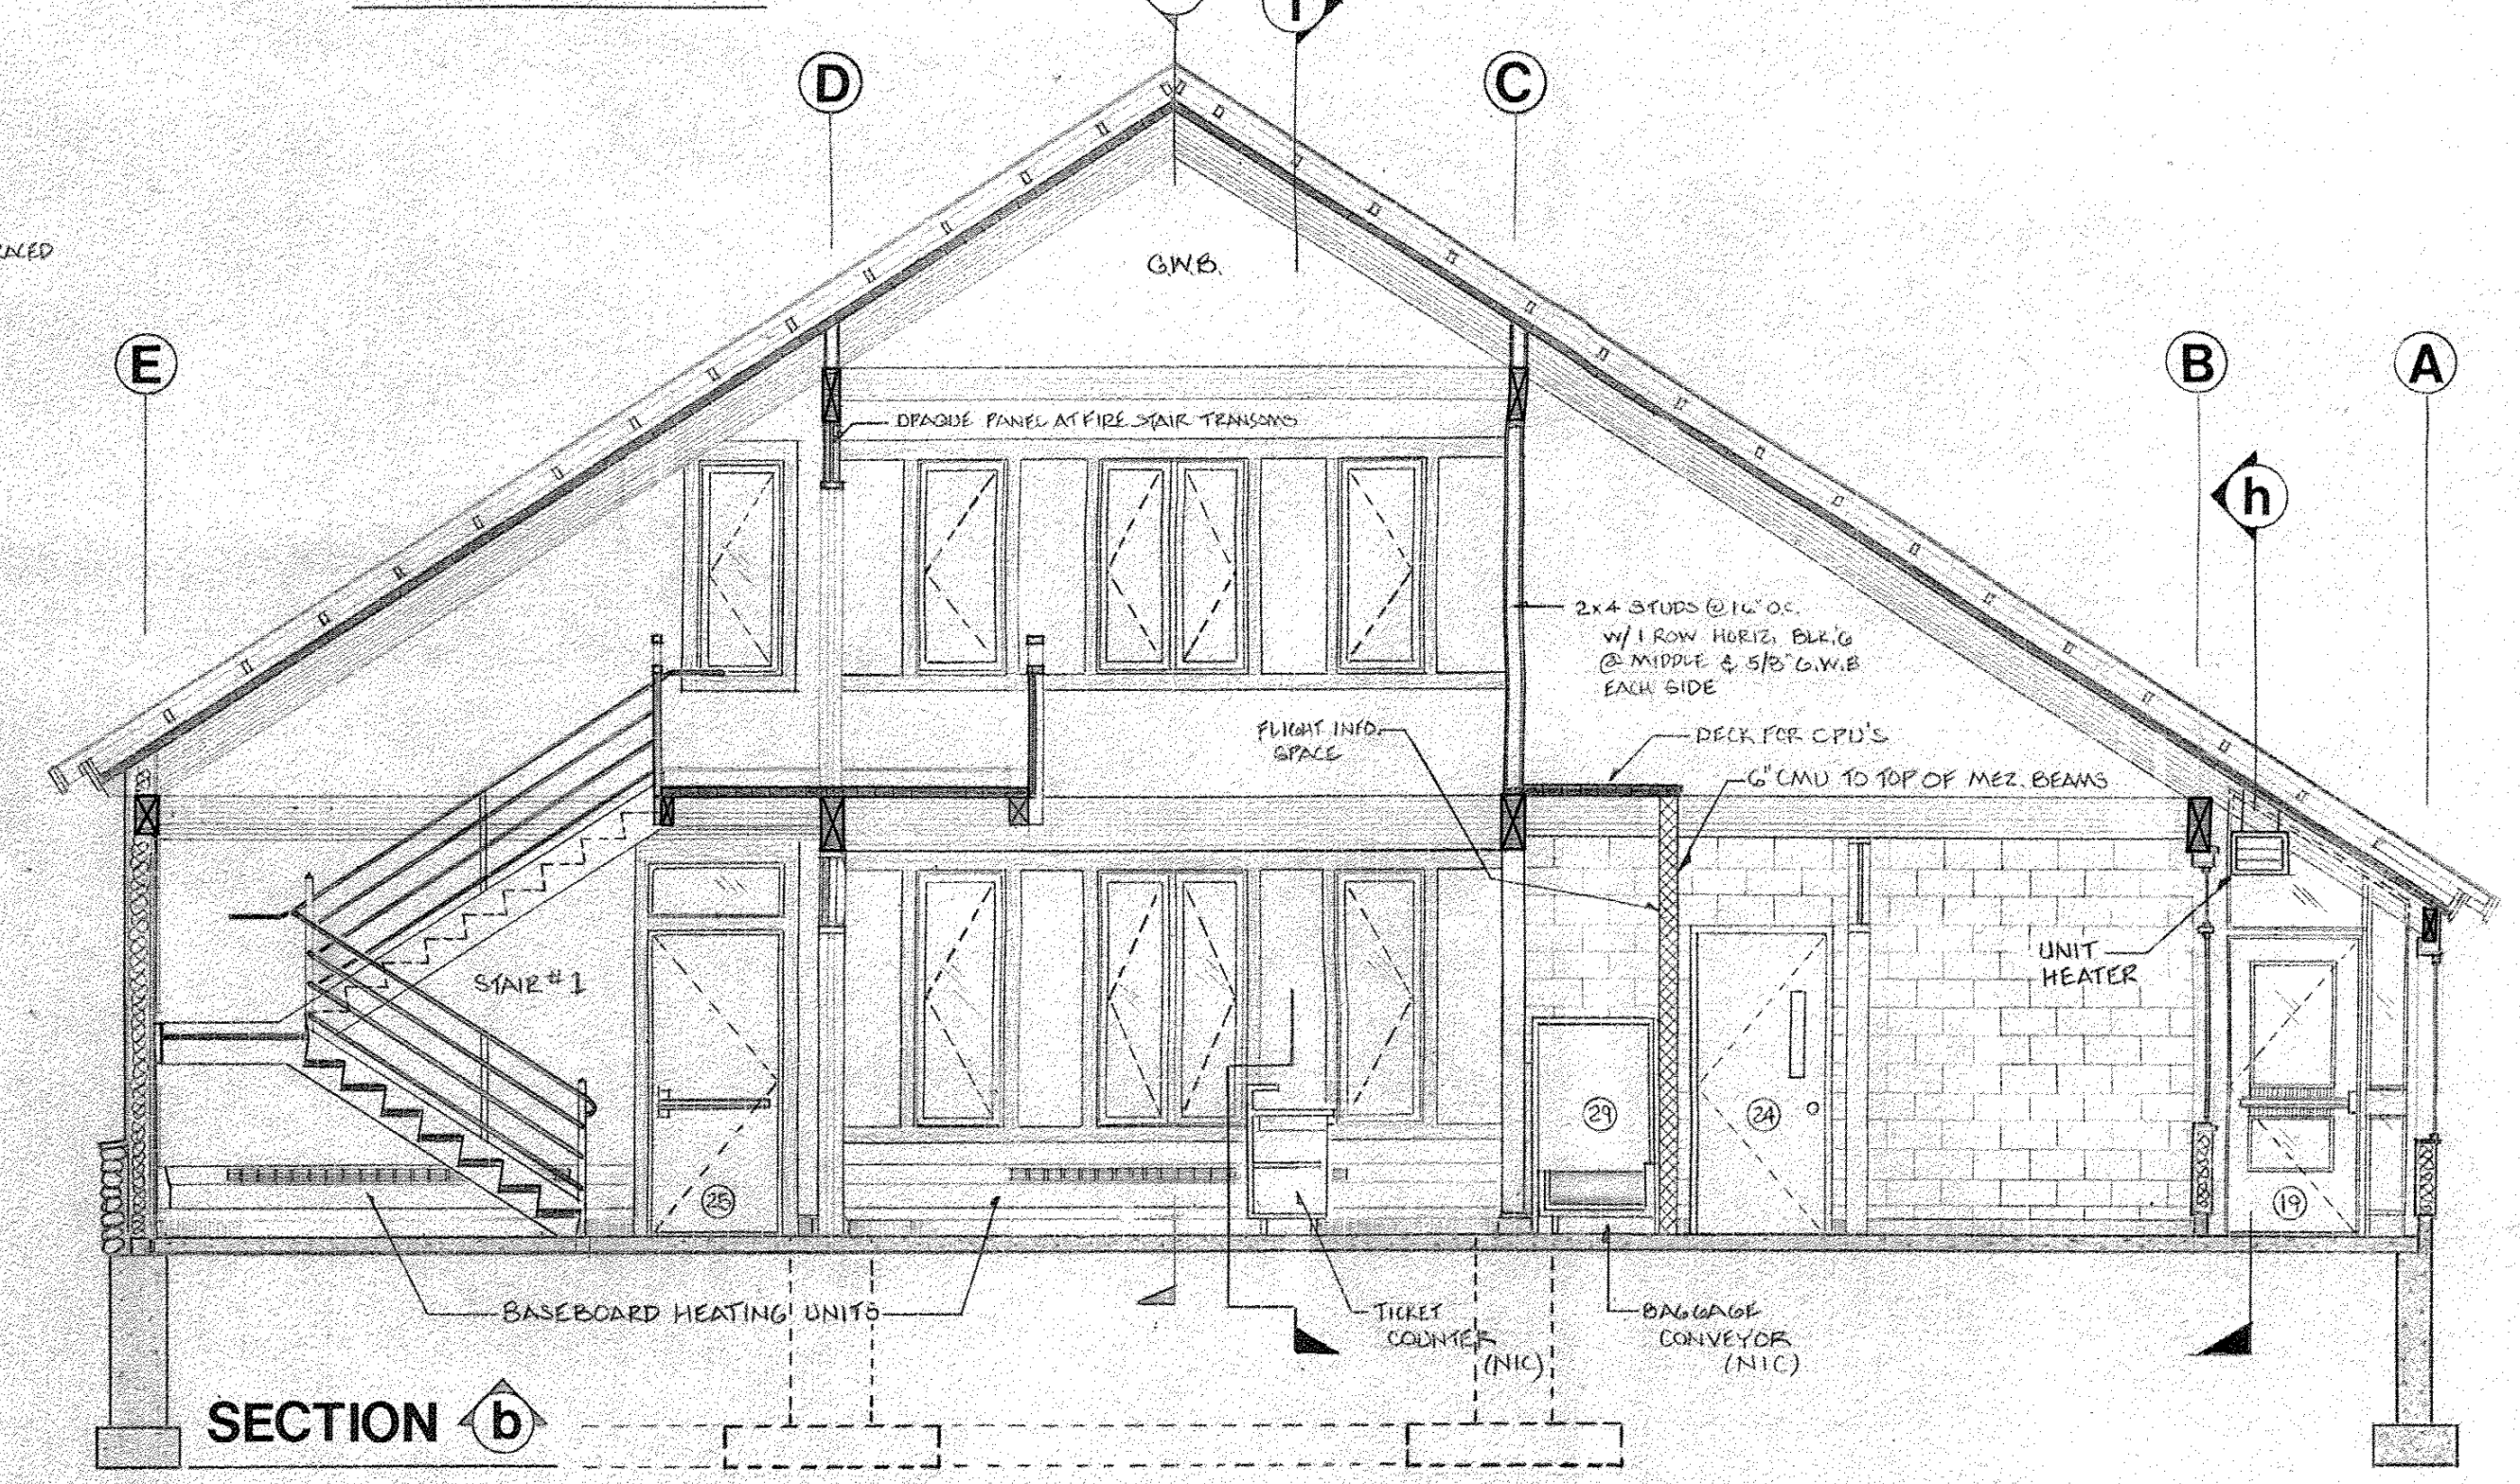 D
C
G.W.B.
E
B
A
OPAQUE PANEL AT FIRE STAIR TRANSOMS
h
2x4 STUDS @ 16" O.C.
W/ 1 ROW HORIZ. BLK'G
@ MIDDLE & 5/8" G.W.B
EACH SIDE
FLIGHT INFO.
SPACE
DECK FOR CPU'S
6" CMU TO TOP OF MEZ. BEAMS
UNIT
HEATER
STAIR #1
29
24
25
19
BASEBOARD HEATING UNITS
TICKET
COUNTER
(NIC)
BAGGAGE
CONVEYOR
(NIC)
SECTION b